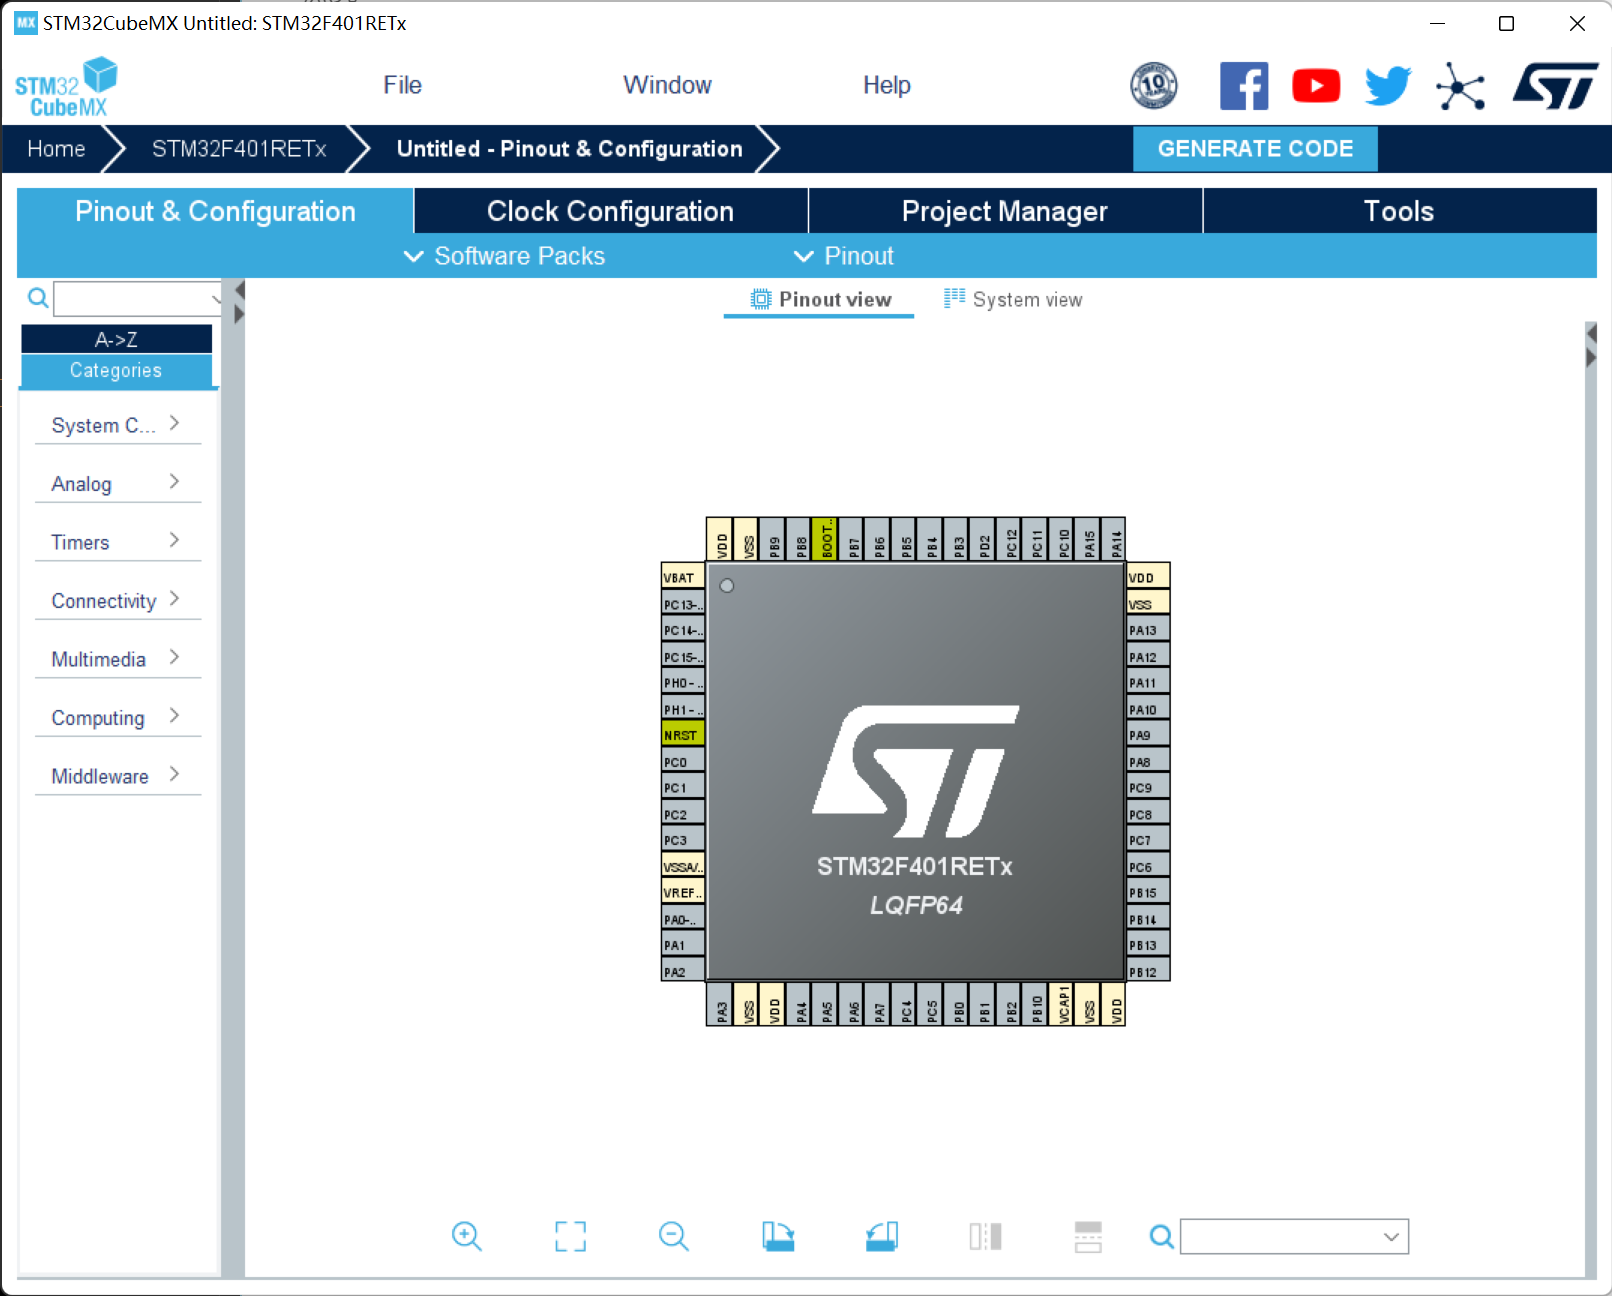 MX STM32CubeMX Untitled: STM32F401RETx
STM32
CubeMX
File
Window
Help
10
ST
Home
STM32F401RETx
Untitled - Pinout & Configuration
GENERATE CODE
Pinout & Configuration
Clock Configuration
Project Manager
Tools
Software Packs
Pinout
Pinout view
System view
A->Z
Categories
System C...
Analog
Timers
Connectivity
Multimedia
Computing
Middleware
VDD
VSS
PB9
PB8
BOOT..
PB7
PB6
PB5
PB4
PB3
PD2
PC12
PC11
PC10
PA15
PA14
VBAT
PC13-..
PC14-..
PC15-..
PH0-..
PH1-..
NRST
PC0
PC1
PC2
PC3
VSSA/..
VREF..
PA0-..
PA1
PA2
VDD
VSS
PA13
PA12
PA11
PA10
PA9
PA8
PC9
PC8
PC7
PC6
PB15
PB14
PB13
PB12
ST
STM32F401RETx
LQFP64
PA3
VSS
VDD
PA4
PA5
PA6
PA7
PC4
PC5
PB0
PB1
PB2
PB10
VCAP1
VSS
VDD